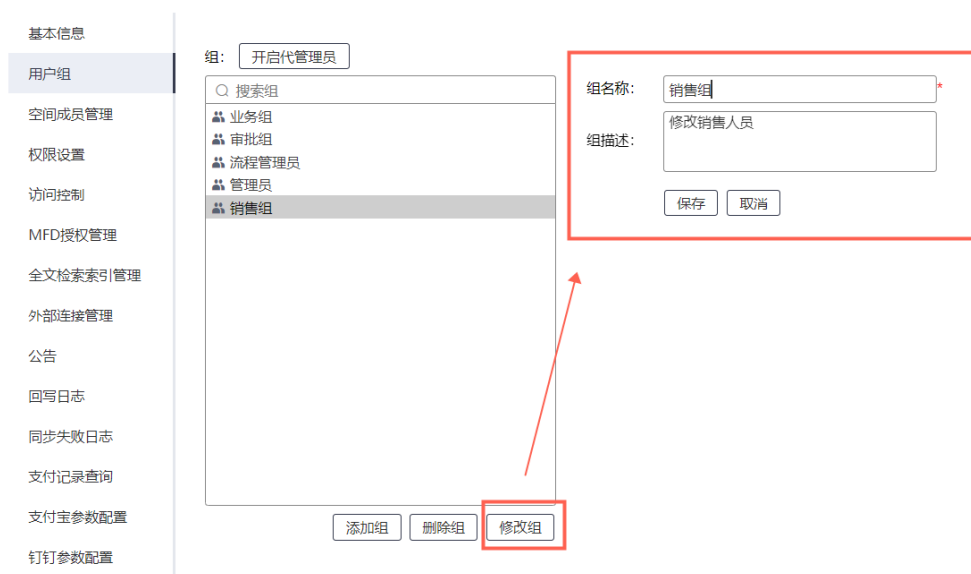 基本信息
用户组
空间成员管理
权限设置
访问控制
MFD授权管理
全文检索索引管理
外部连接管理
公告
回写日志
同步失败日志
支付记录查询
支付宝参数配置
钉钉参数配置
组： 开启代管理员
搜索组
业务组
审批组
流程管理员
管理员
销售组
添加组 删除组 修改组
组名称： 销售组 *
组描述： 修改销售人员
保存 取消